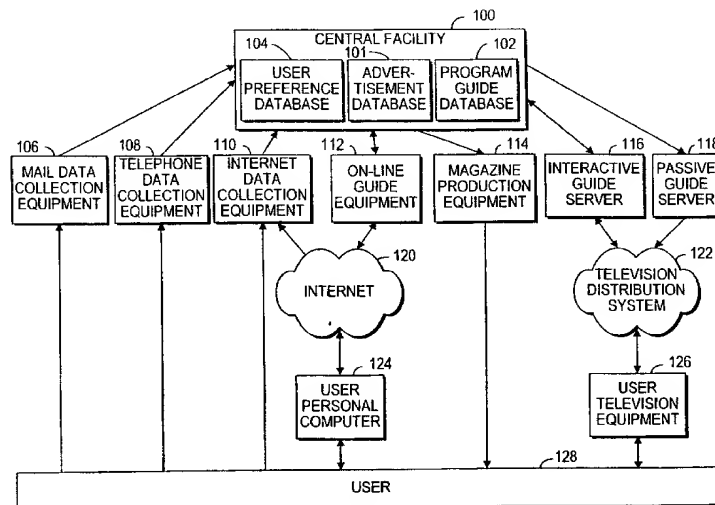 100
CENTRAL FACILITY
104
101
102
USER
PREFERENCE
DATABASE
ADVER-
TISEMENT
DATABASE
PROGRAM
GUIDE
DATABASE
106
108
110
112
114
116
118
MAIL DATA
COLLECTION
EQUIPMENT
TELEPHONE
DATA
COLLECTION
EQUIPMENT
INTERNET
DATA
COLLECTION
EQUIPMENT
ON-LINE
GUIDE
EQUIPMENT
MAGAZINE
PRODUCTION
EQUIPMENT
INTERACTIVE
GUIDE
SERVER
PASSIVE
GUIDE
SERVER
120
122
INTERNET
TELEVISION
DISTRIBUTION
SYSTEM
124
126
USER
PERSONAL
COMPUTER
USER
TELEVISION
EQUIPMENT
128
USER